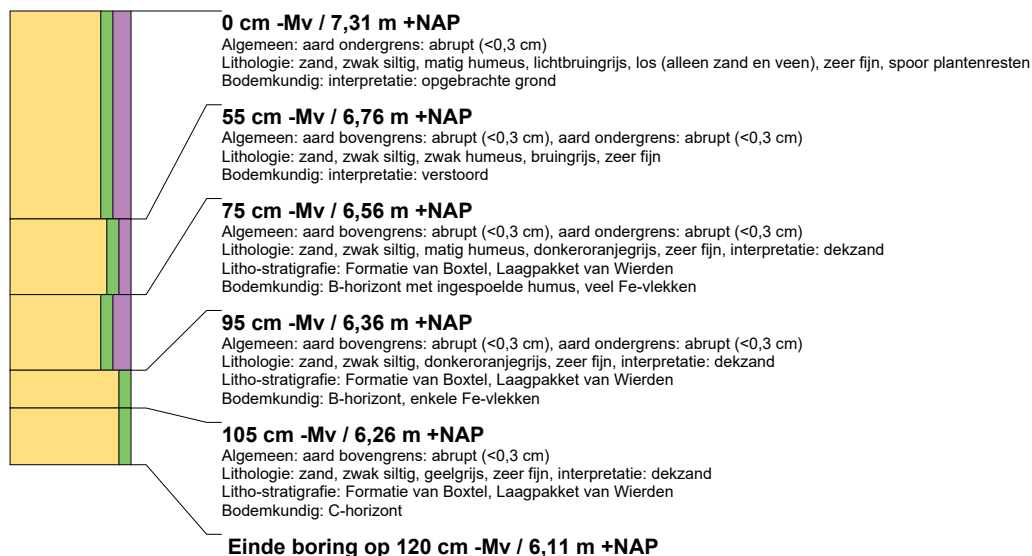 0 cm -Mv / 7,31 m +NAP
Algemeen: aard ondergrens: abrupt (<0,3 cm)
Lithologie: zand, zwak siltig, matig humeus, lichtbruingrijs, los (alleen zand en veen), zeer fijn, spoor plantenresten
Bodemkundig: interpretatie: opgebrachte grond
55 cm -Mv / 6,76 m +NAP
Algemeen: aard bovengrens: abrupt (<0,3 cm), aard ondergrens: abrupt (<0,3 cm)
Lithologie: zand, zwak siltig, zwak humeus, bruingrijs, zeer fijn
Bodemkundig: interpretatie: verstoord
75 cm -Mv / 6,56 m +NAP
Algemeen: aard bovengrens: abrupt (<0,3 cm), aard ondergrens: abrupt (<0,3 cm)
Lithologie: zand, zwak siltig, matig humeus, donkeroranjegrijs, zeer fijn, interpretatie: dekzand
Litho-stratigrafie: Formatie van Boxtel, Laagpakket van Wierden
Bodemkundig: B-horizont met ingespoelde humus, veel Fe-vlekken
95 cm -Mv / 6,36 m +NAP
Algemeen: aard bovengrens: abrupt (<0,3 cm), aard ondergrens: abrupt (<0,3 cm)
Lithologie: zand, zwak siltig, donkeroranjegrijs, zeer fijn, interpretatie: dekzand
Litho-stratigrafie: Formatie van Boxtel, Laagpakket van Wierden
Bodemkundig: B-horizont, enkele Fe-vlekken
105 cm -Mv / 6,26 m +NAP
Algemeen: aard bovengrens: abrupt (<0,3 cm)
Lithologie: zand, zwak siltig, geelgrijs, zeer fijn, interpretatie: dekzand
Litho-stratigrafie: Formatie van Boxtel, Laagpakket van Wierden
Bodemkundig: C-horizont
Einde boring op 120 cm -Mv / 6,11 m +NAP